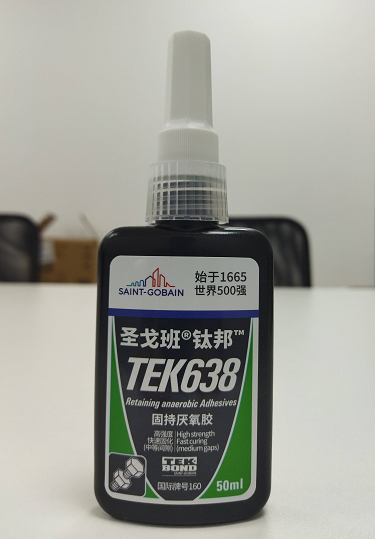 始于1665
世界500强
SAINT-GOBAIN
圣戈班®钛邦™
TEK638
Retaining anaerobic Adhesives
固持厌氧胶
高强度 High strength
快速固化 Fast curing
(中等间隙) (medium gaps)
TEK
BOND
SAINT-GOBAIN
国际牌号160
50ml